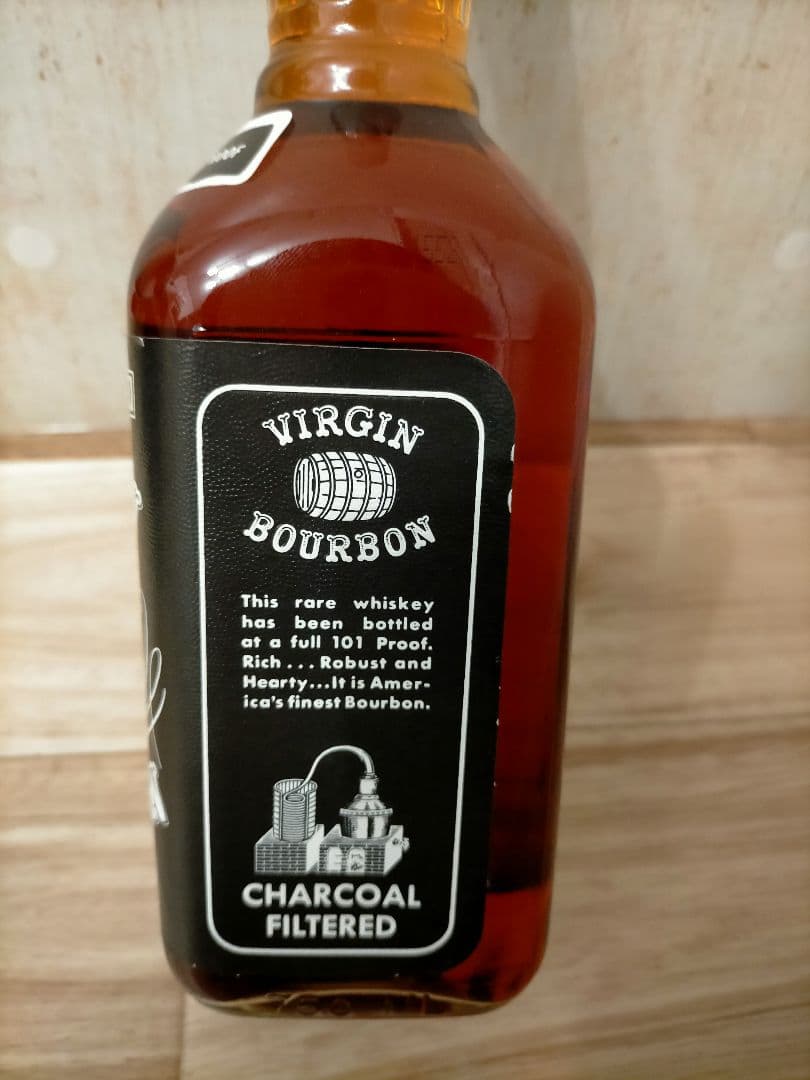 VIRGIN
BOURBON
This rare whiskey
has been bottled
at a full 101 Proof.
Rich . . . Robust and
Hearty...It is Amer-
ica's finest Bourbon.
CHARCOAL
FILTERED